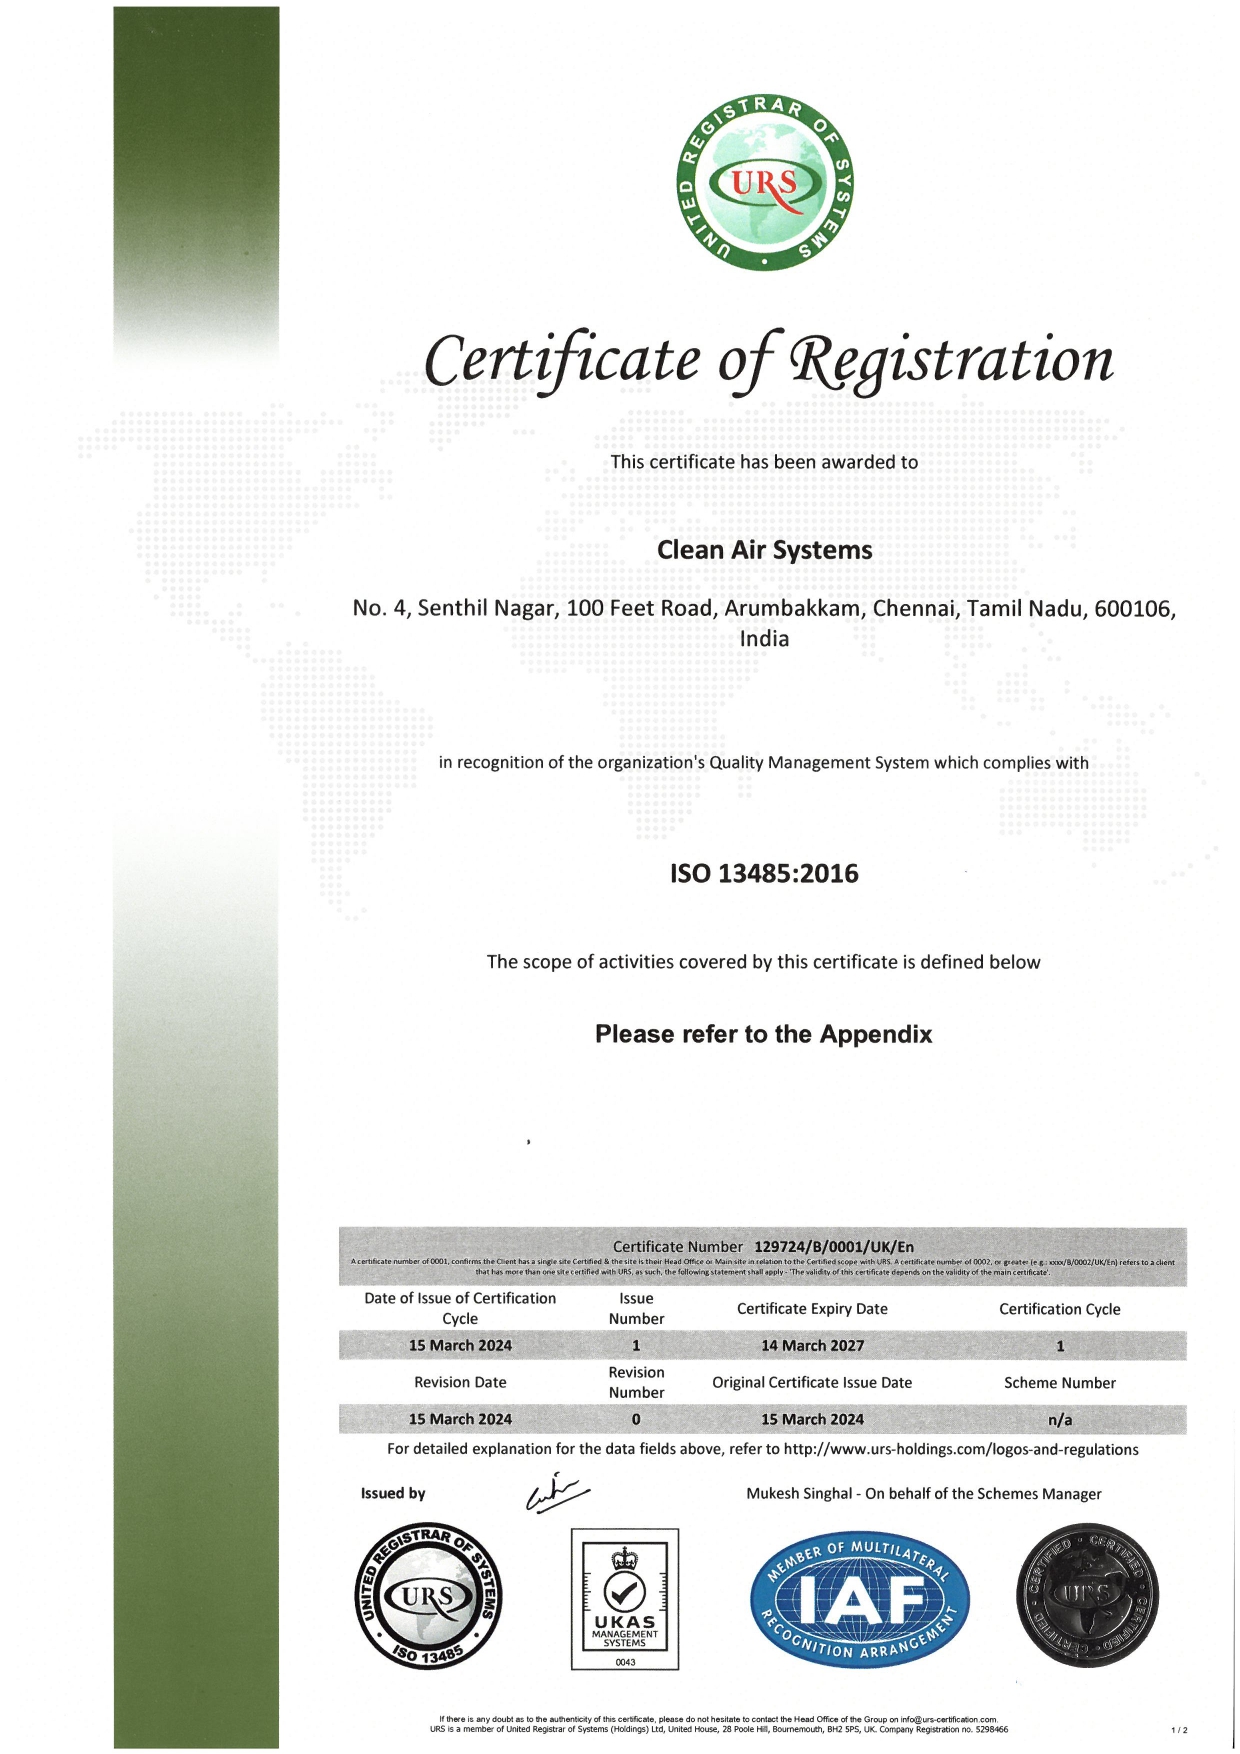 UNITED REGISTRAR OF SYSTEMS
URS
Certificate of Registration
This certificate has been awarded to
Clean Air Systems
No. 4, Senthil Nagar, 100 Feet Road, Arumbakkam, Chennai, Tamil Nadu, 600106,
India
in recognition of the organization's Quality Management System which complies with
ISO 13485:2016
The scope of activities covered by this certificate is defined below
Please refer to the Appendix
Certificate Number 129724/B/0001/UK/En
A certificate number of 0001, confirms the Client has a single site Certified & the site is their Head Office or Main site in relation to the Certified scope with URS. A certificate number of 0002, or greater (e.g.: xxxx/B/0002/UK/En) refers to a client
that has more than one site certified with URS, as such, the following statement shall apply - 'The validity of this certificate depends on the validity of the main certificate'.
Date of Issue of Certification Cycle
Issue Number
Certificate Expiry Date
Certification Cycle
15 March 2024 1 14 March 2027 1
Revision Date
Revision Number
Original Certificate Issue Date
Scheme Number
15 March 2024 0 15 March 2024 n/a
For detailed explanation for the data fields above, refer to http://www.urs-holdings.com/logos-and-regulations
Issued by
Mukesh Singhal - On behalf of the Schemes Manager
UNITED REGISTRAR OF SYSTEMS
URS
ISO 13485
UKAS
MANAGEMENT
SYSTEMS
0043
MEMBER OF MULTILATERAL
IAF
RECOGNITION ARRANGEMENT
CERTIFIED CERTIFIED CERTIFIED CERTIFIED
URS
If there is any doubt as to the authenticity of this certificate, please do not hesitate to contact the Head Office of the Group on info@urs-certification.com.
URS is a member of United Registrar of Systems (Holdings) Ltd, United House, 28 Poole Hill, Bournemouth, BH2 5PS, UK. Company Registration no. 5298466
1 / 2